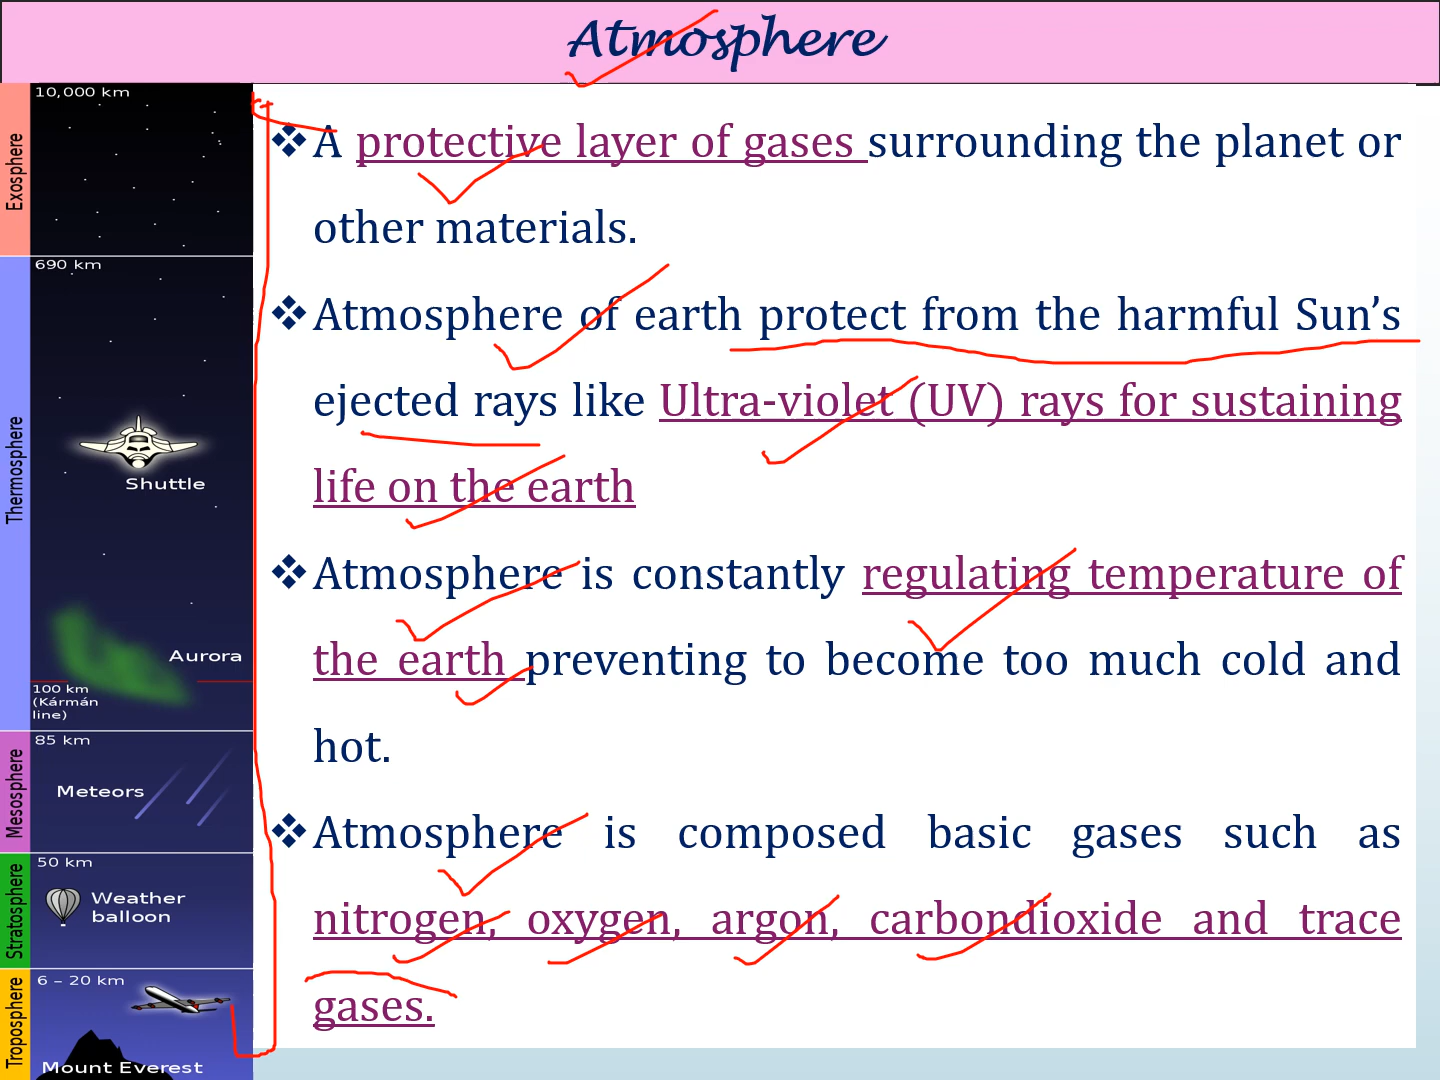 Atmosphere
10,000 km
Exosphere
690 km
Thermosphere
Shuttle
Aurora
100 km
(Kármán
line)
85 km
Mesosphere
Meteors
50 km
Stratosphere
Weather
balloon
6 – 20 km
Troposphere
Mount Everest
❖A protective layer of gases surrounding the planet or
other materials.
❖Atmosphere of earth protect from the harmful Sun’s
ejected rays like Ultra-violet (UV) rays for sustaining
life on the earth
❖Atmosphere is constantly regulating temperature of
the earth preventing to become too much cold and
hot.
❖Atmosphere is composed basic gases such as
nitrogen, oxygen, argon, carbondioxide and trace
gases.